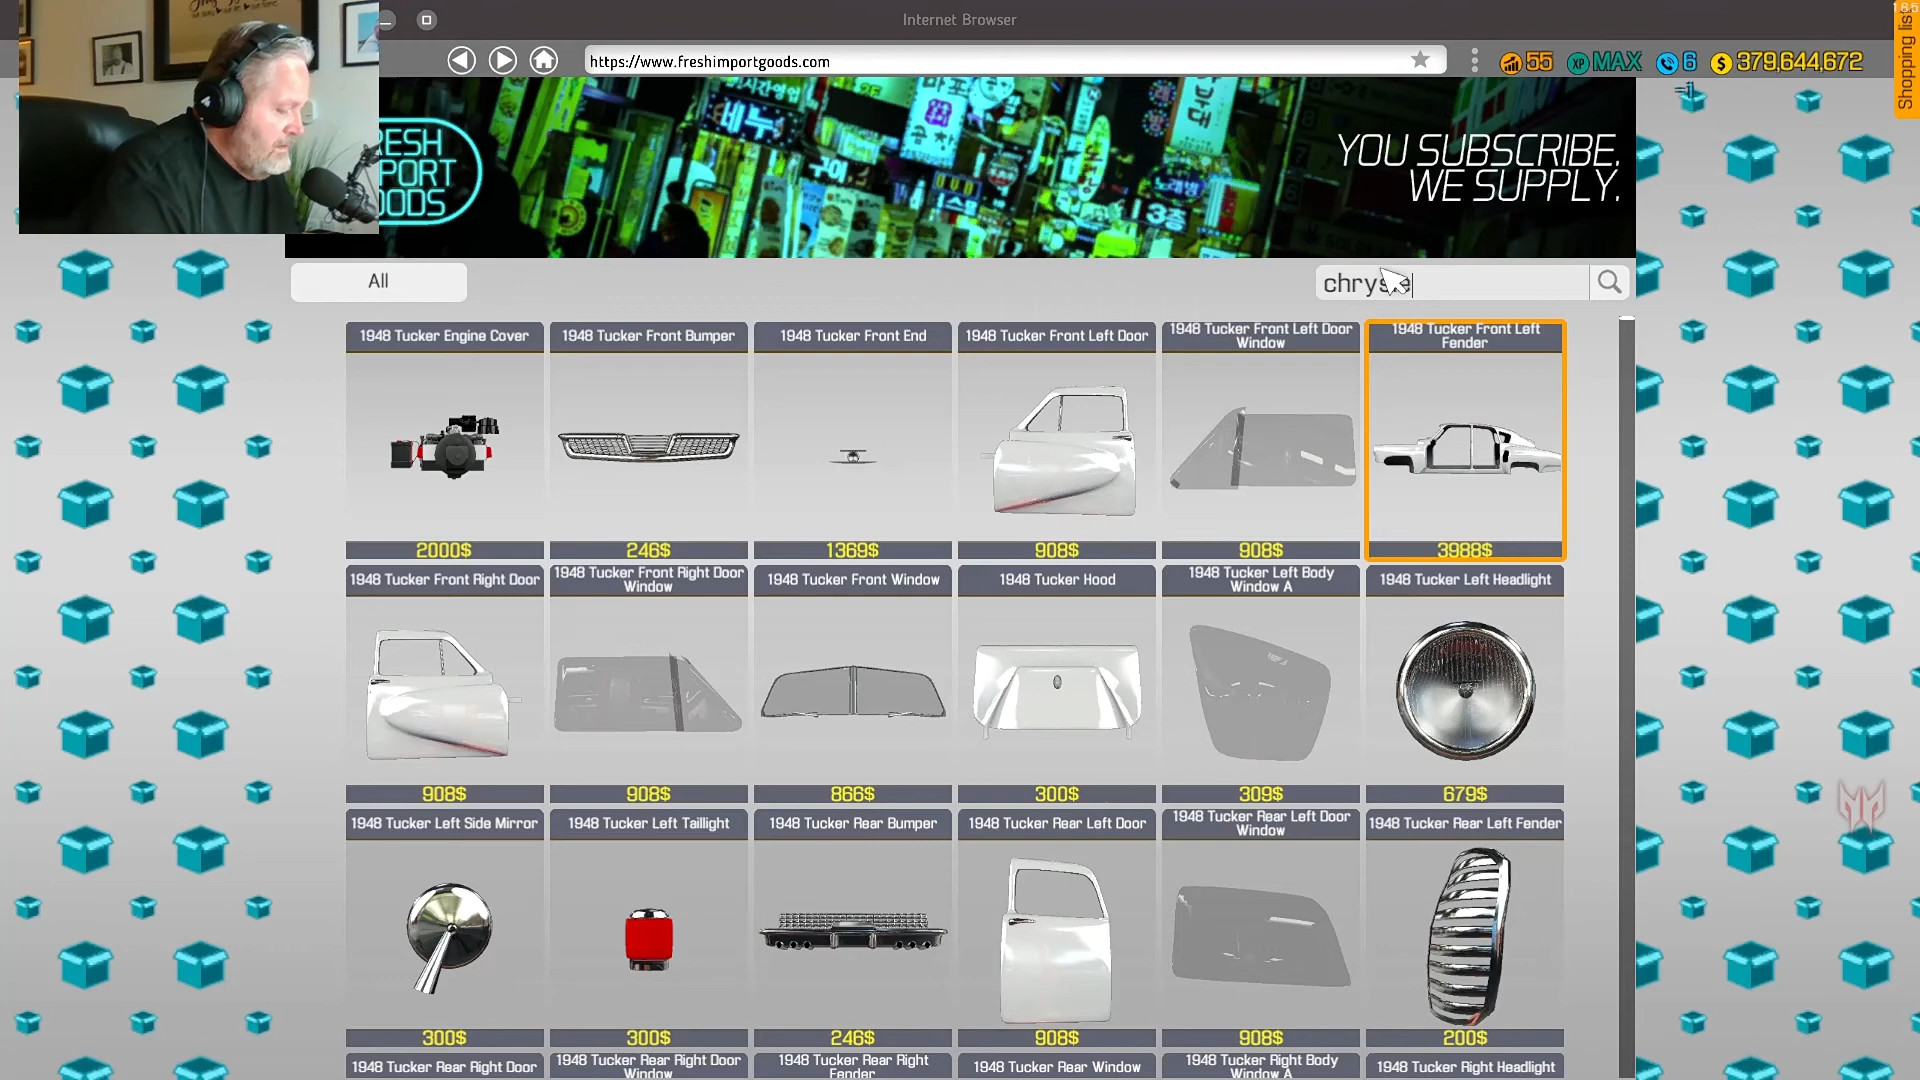 Internet Browser
1.8.5
https://www.freshimportgoods.com
55
XP MAX
6
$ 379,644,672
-1
Shopping list
YOU SUBSCRIBE.
WE SUPPLY.
All
1948 Tucker Engine Cover
1948 Tucker Front Bumper
1948 Tucker Front End
1948 Tucker Front Left Door
1948 Tucker Front Left Door
Window
1948 Tucker Front Left
Fender
2000$
246$
1369$
908$
908$
3988$
1948 Tucker Front Right Door
1948 Tucker Front Right Door
Window
1948 Tucker Front Window
1948 Tucker Hood
1948 Tucker Left Body
Window A
1948 Tucker Left Headlight
908$
908$
866$
300$
309$
679$
1948 Tucker Left Side Mirror
1948 Tucker Left Taillight
1948 Tucker Rear Bumper
1948 Tucker Rear Left Door
1948 Tucker Rear Left Door
Window
1948 Tucker Rear Left Fender
300$
300$
246$
908$
908$
200$
1948 Tucker Rear Right Door
1948 Tucker Rear Right Door
Window
1948 Tucker Rear Right
Fender
1948 Tucker Rear Window
1948 Tucker Right Body
Window A
1948 Tucker Right Headlight